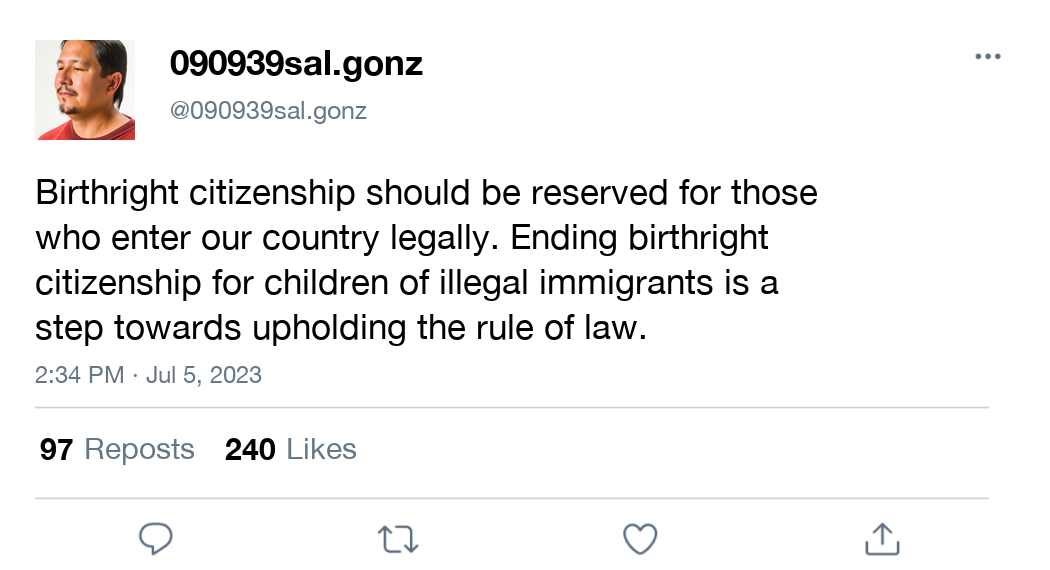 090939sal.gonz
@090939sal.gonz
Birthright citizenship should be reserved for those
who enter our country legally. Ending birthright
citizenship for children of illegal immigrants is a
step towards upholding the rule of law.
2:34 PM · Jul 5, 2023
97 Reposts 240 Likes